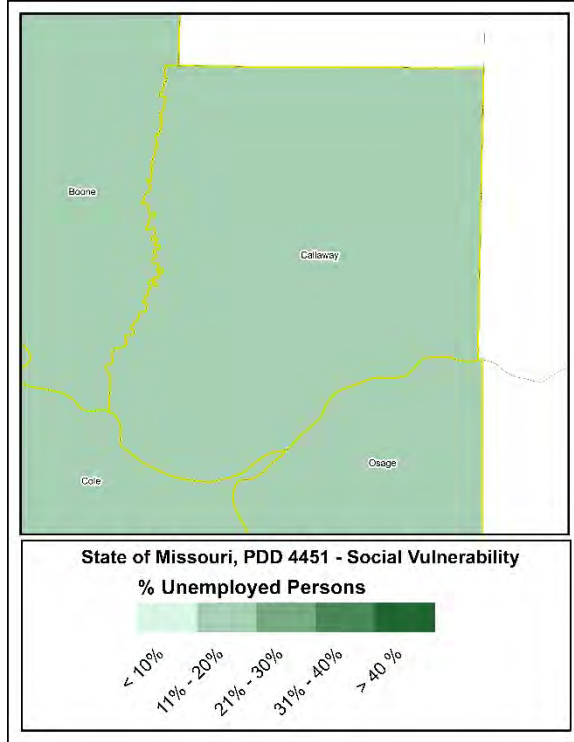 Boone
Callaway
Osage
Cole
State of Missouri, PDD 4451 - Social Vulnerability
% Unemployed Persons
< 10%
11% - 20%
21% - 30%
31% - 40%
> 40 %